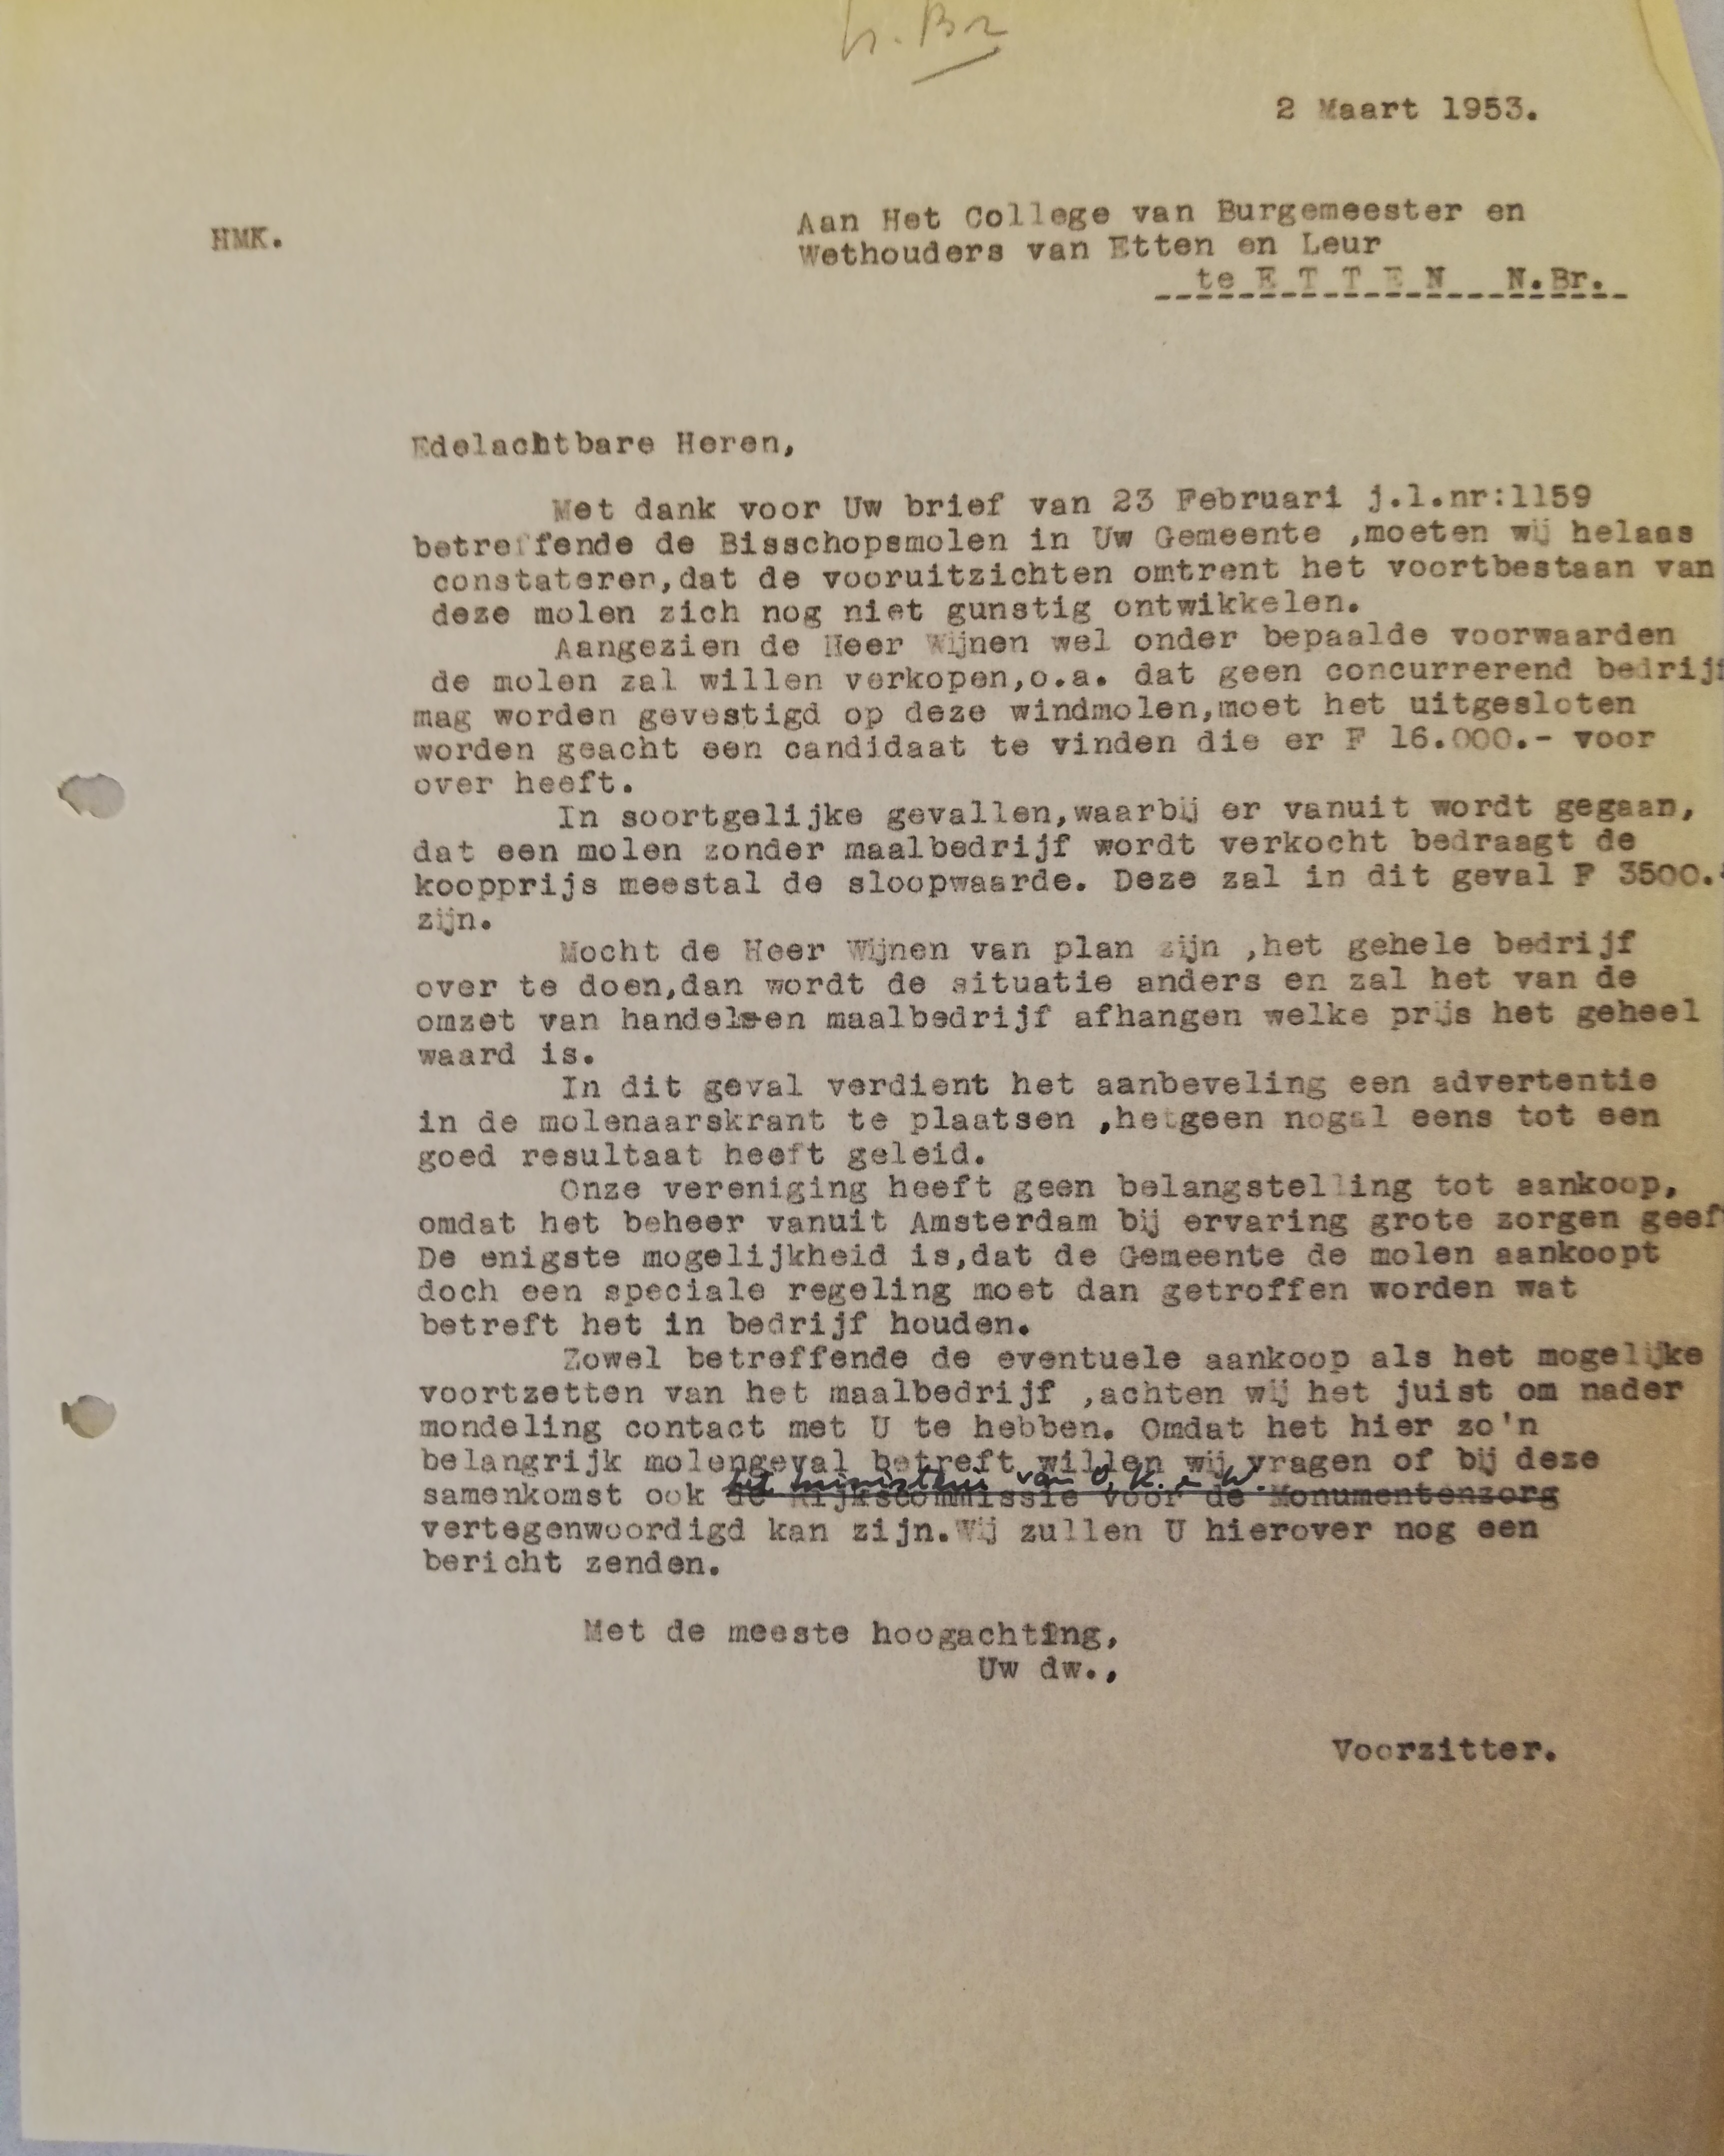 N. Br
2 Maart 1953.
HMK.
Aan Het College van Burgemeester en
Wethouders van Etten en Leur
te E T T E N N.Br.
Edelachtbare Heren,
Met dank voor Uw brief van 23 Februari j.l.nr:1159
betreffende de Bisschopsmolen in Uw Gemeente ,moeten wij helaas
constateren,dat de vooruitzichten omtrent het voortbestaan van
deze molen zich nog niet gunstig ontwikkelen.
Aangezien de Heer Wijnen wel onder bepaalde voorwaarden
de molen zal willen verkopen,o.a. dat geen concurrerend bedrijf
mag worden gevestigd op deze windmolen,moet het uitgesloten
worden geacht een candidaat te vinden die er F 16.000.- voor
over heeft.
In soortgelijke gevallen,waarbij er vanuit wordt gegaan,
dat een molen zonder maalbedrijf wordt verkocht bedraagt de
koopprijs meestal de sloopwaarde. Deze zal in dit geval F 3500.-
zijn.
Mocht de Heer Wijnen van plan zijn ,het gehele bedrijf
over te doen,dan wordt de situatie anders en zal het van de
omzet van handel-en maalbedrijf afhangen welke prijs het geheel
waard is.
In dit geval verdient het aanbeveling een advertentie
in de molenaarskrant te plaatsen ,hetgeen nogal eens tot een
goed resultaat heeft geleid.
Onze vereniging heeft geen belangstelling tot aankoop,
omdat het beheer vanuit Amsterdam bij ervaring grote zorgen geef
De enigste mogelijkheid is,dat de Gemeente de molen aankoopt
doch een speciale regeling moet dan getroffen worden wat
betreft het in bedrijf houden.
Zowel betreffende de eventuele aankoop als het mogelijke
voortzetten van het maalbedrijf ,achten wij het juist om nader
mondeling contact met U te hebben. Omdat het hier zo'n
belangrijk molengeval betreft willen wij vragen of bij deze
het ministerie van O, K. en W.
samenkomst ook de Rijkscommissie voor de Monumentenzorg
vertegenwoordigd kan zijn.Wij zullen U hierover nog een
bericht zenden.
Met de meeste hoogachting,
Uw dw.,
Voorzitter.